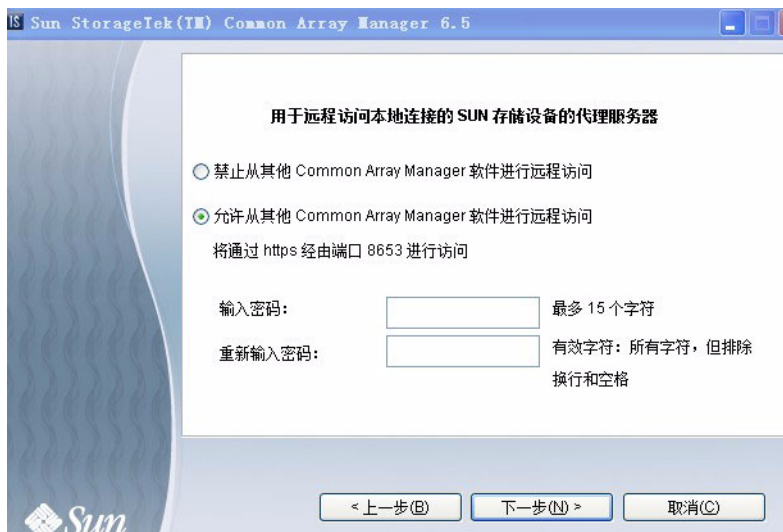 Sun StorageTek(TM) Common Array Manager 6.5
用于远程访问本地连接的 SUN 存储设备的代理服务器
禁止从其他 Common Array Manager 软件进行远程访问
允许从其他 Common Array Manager 软件进行远程访问
将通过 https 经由端口 8653 进行访问
输入密码： 最多 15 个字符
重新输入密码： 有效字符：所有字符，但排除
换行和空格
< 上一步(B) 下一步(N) > 取消(C)
Sun